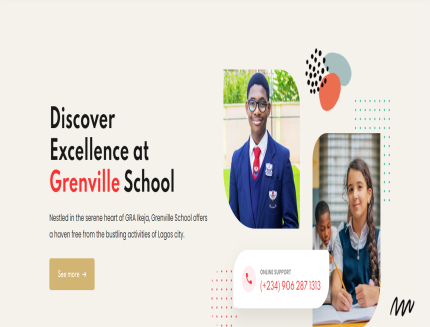 Discover
Excellence at
Grenville School
Nestled in the serene heart of GRA Ikeja, Grenville School offers
a haven free from the bustling activities of Lagos city.
See more →
ONLINE SUPPORT
(+234) 906 287 1313